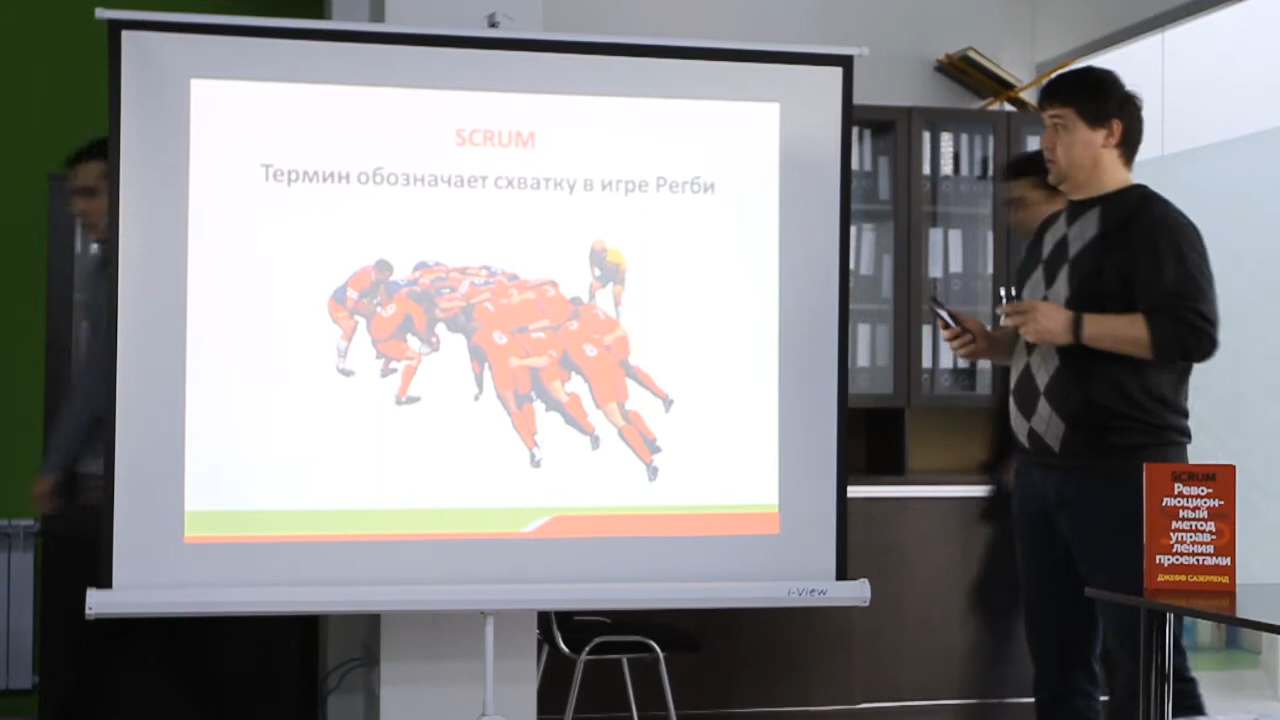 SCRUM
Термин обозначает схватку в игре Регби
i-View
SCRUM
Рево-
люцион-
ный
метод
управ-
ления
проектами
ДЖЕФФ САЗЕРЛЕНД